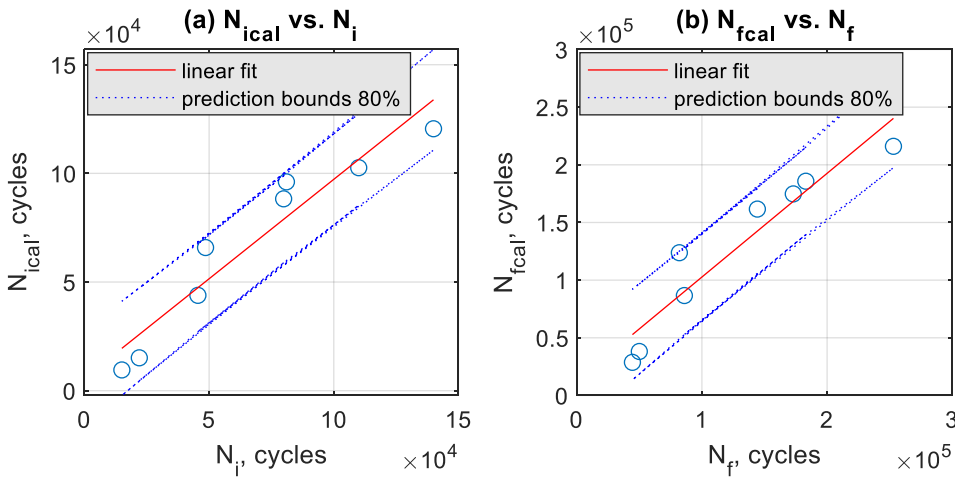 (a) N_ical vs. N_i
×10^4
linear fit
prediction bounds 80%
15
10
5
0
N_ical, cycles
0
5
10
15
N_i, cycles
×10^4
(b) N_fcal vs. N_f
×10^5
linear fit
prediction bounds 80%
3
2.5
2
1.5
1
0.5
0
N_fcal, cycles
0
1
2
3
N_f, cycles
×10^5